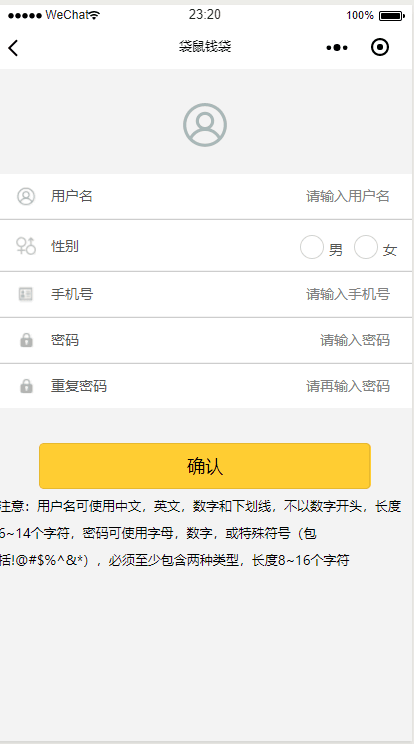 WeChat 23:20 100%
袋鼠钱袋
用户名 请输入用户名
性别 男 女
手机号 请输入手机号
密码 请输入密码
重复密码 请再输入密码
确认
注意：用户名可使用中文，英文，数字和下划线，不以数字开头，长度
6~14个字符，密码可使用字母，数字，或特殊符号（包
括!@#$%^&*），必须至少包含两种类型，长度8~16个字符